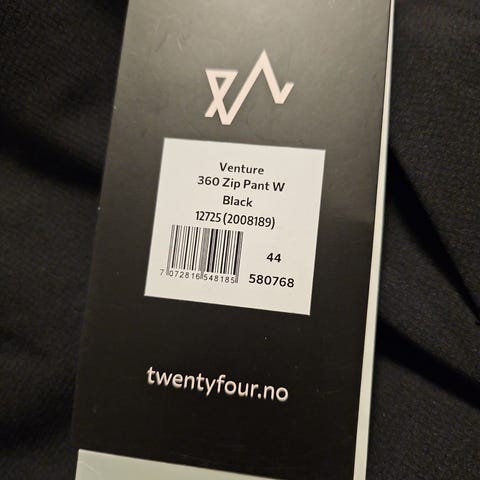 Venture
360 Zip Pant W
Black
12725 (2008189)
44
7 072816 548185
580768
twentyfour.no